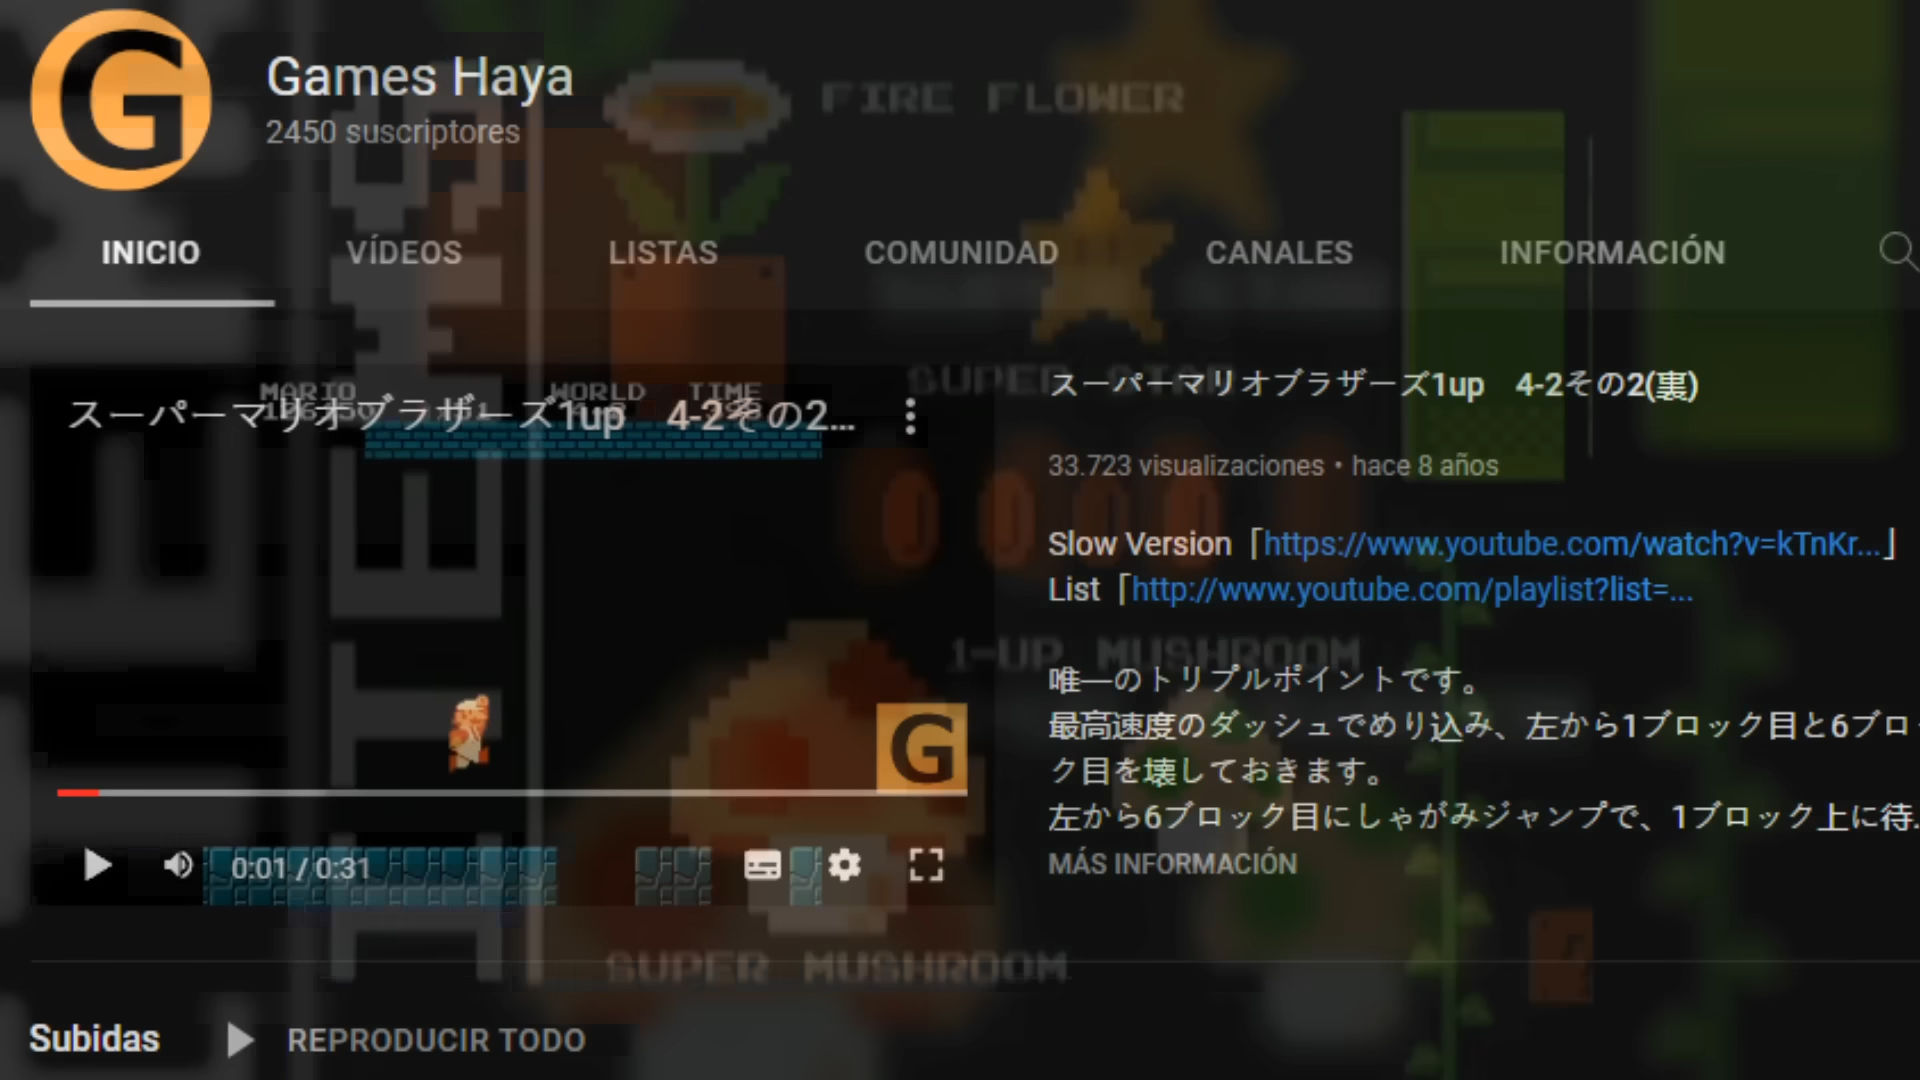 G
Games Haya
2450 suscriptores
FIRE FLOWER
INICIO VÍDEOS LISTAS COMUNIDAD CANALES INFORMACIÓN
SUPER STAR
MARIO WORLD TIME
スーパーマリオブラザーズ1up　4-2その2...
スーパーマリオブラザーズ1up　4-2その2(裏)
33.723 visualizaciones • hace 8 años
Slow Version「https://www.youtube.com/watch?v=kTnKr...」
List「http://www.youtube.com/playlist?list=...
1-UP MUSHROOM
唯一のトリプルポイントです。
最高速度のダッシュでめり込み、左から1ブロック目と6ブロッ
ク目を壊しておきます。
左から6ブロック目にしゃがみジャンプで、1ブロック上に待...
MÁS INFORMACIÓN
G
0:01 / 0:31
SUPER MUSHROOM
Subidas REPRODUCIR TODO